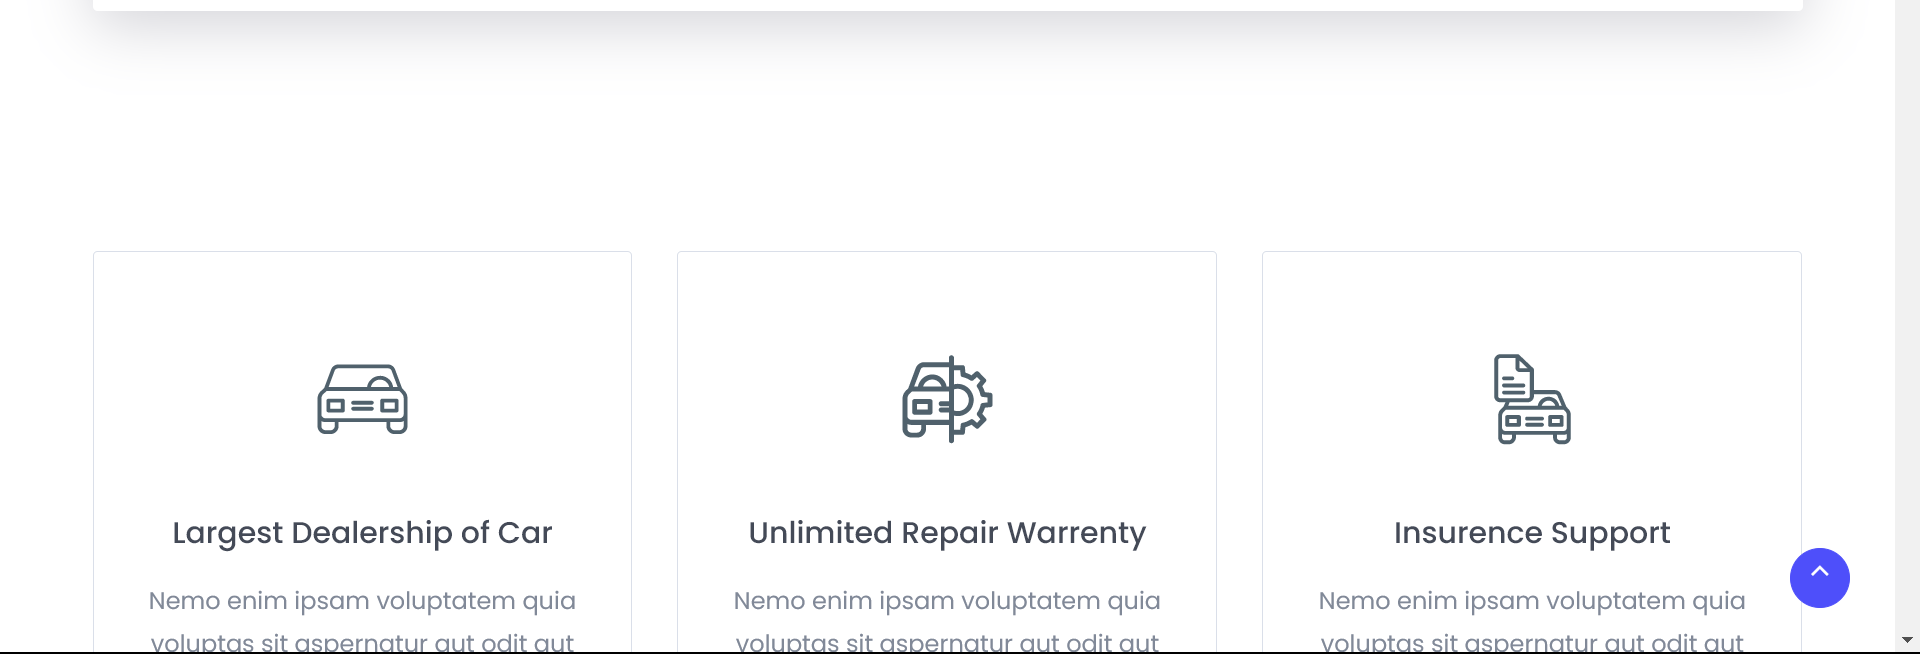 Largest Dealership of Car
Nemo enim ipsam voluptatem quia
voluptas sit aspernatur aut odit aut
Unlimited Repair Warrenty
Nemo enim ipsam voluptatem quia
voluptas sit aspernatur aut odit aut
Insurence Support
Nemo enim ipsam voluptatem quia
voluptas sit aspernatur aut odit aut